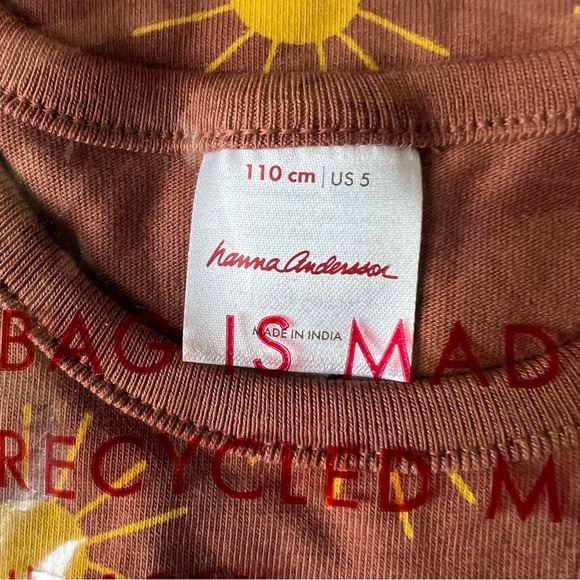 110 cm | US 5
hanna andersson
MADE IN INDIA
BAG IS MAD
RECYCLED M